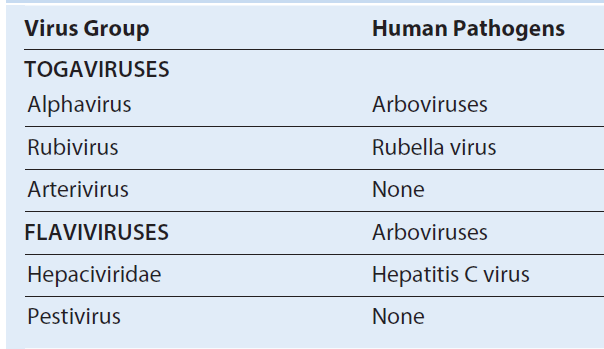 Virus Group Human Pathogens
TOGAVIRUSES
Alphavirus Arboviruses
Rubivirus Rubella virus
Arterivirus None
FLAVIVIRUSES Arboviruses
Hepaciviridae Hepatitis C virus
Pestivirus None